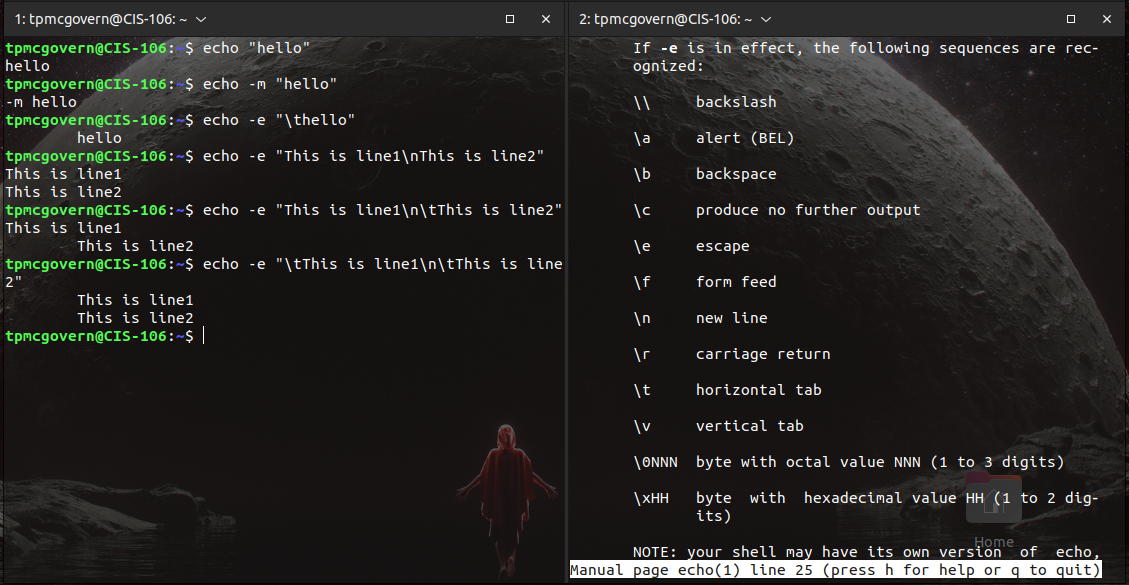 1: tpmcgovern@CIS-106: ~
tpmcgovern@CIS-106:~$ echo "hello"
hello
tpmcgovern@CIS-106:~$ echo -m "hello"
-m hello
tpmcgovern@CIS-106:~$ echo -e "\thello"
hello
tpmcgovern@CIS-106:~$ echo -e "This is line1\nThis is line2"
This is line1
This is line2
tpmcgovern@CIS-106:~$ echo -e "This is line1\n\tThis is line2"
This is line1
This is line2
tpmcgovern@CIS-106:~$ echo -e "\tThis is line1\n\tThis is line
2"
This is line1
This is line2
tpmcgovern@CIS-106:~$
2: tpmcgovern@CIS-106: ~
If -e is in effect, the following sequences are rec-
ognized:
\\ backslash
\a alert (BEL)
\b backspace
\c produce no further output
\e escape
\f form feed
\n new line
\r carriage return
\t horizontal tab
\v vertical tab
\0NNN byte with octal value NNN (1 to 3 digits)
\xHH byte with hexadecimal value HH (1 to 2 dig-
its)
Home
NOTE: your shell may have its own version of echo,
Manual page echo(1) line 25 (press h for help or q to quit)